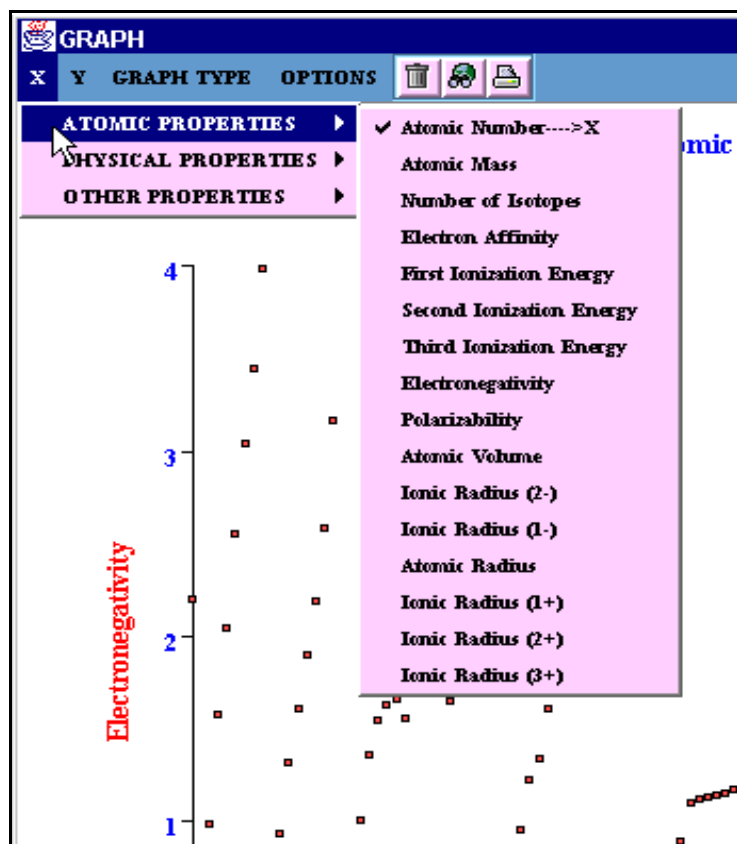 GRAPH
X Y GRAPH TYPE OPTIONS
ATOMIC PROPERTIES
PHYSICAL PROPERTIES
OTHER PROPERTIES
Atomic Number---->X
Atomic Mass
Number of Isotopes
Electron Affinity
First Ionization Energy
Second Ionization Energy
Third Ionization Energy
Electronegativity
Polarizability
Atomic Volume
Ionic Radius (2-)
Ionic Radius (1-)
Atomic Radius
Ionic Radius (1+)
Ionic Radius (2+)
Ionic Radius (3+)
omic
4
3
2
1
Electronegativity